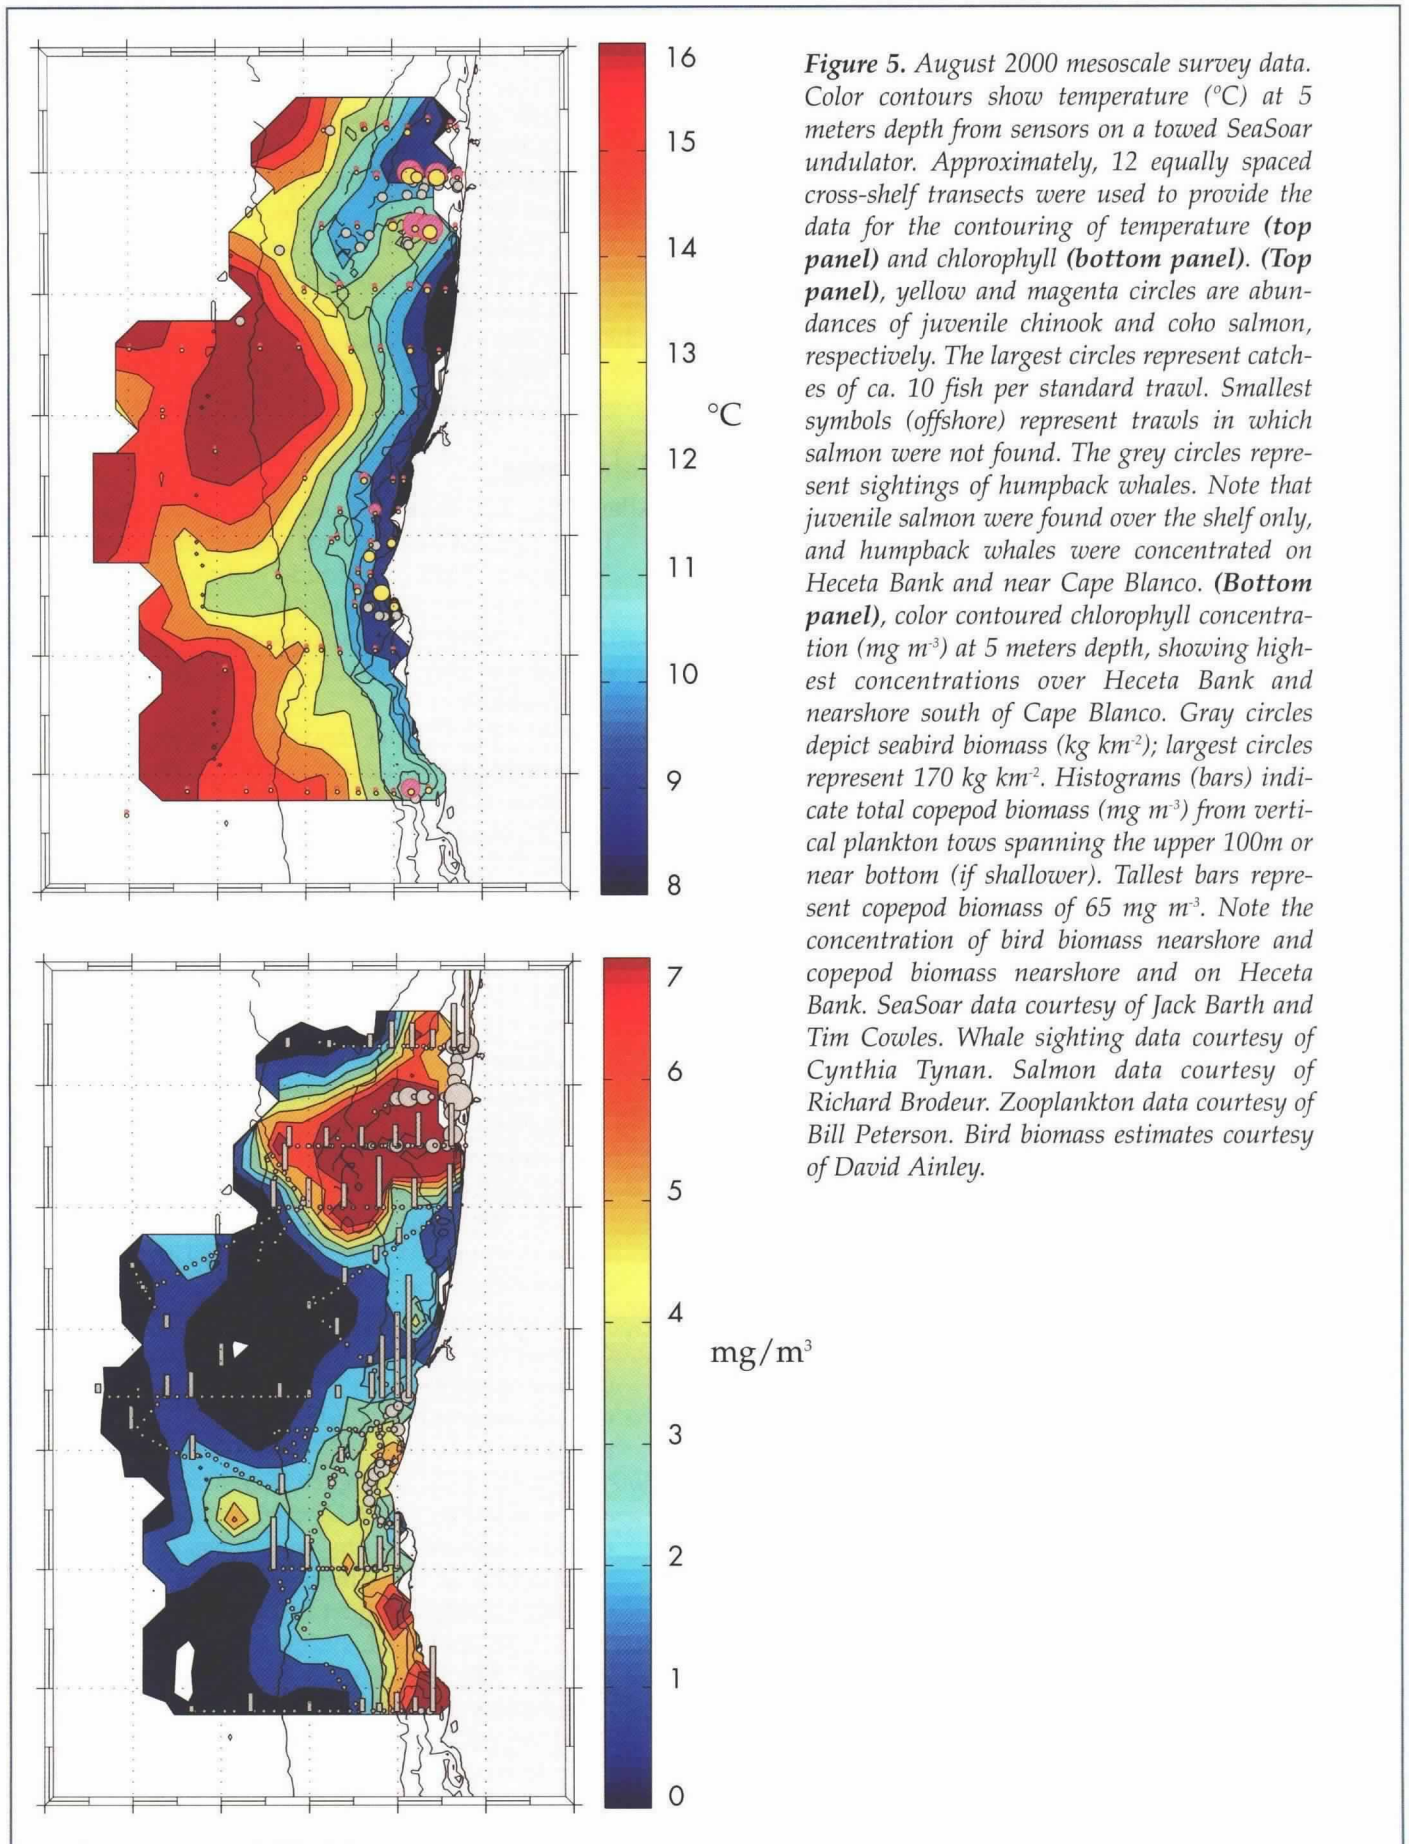 16
15
14
13
°C
12
11
10
9
8
7
6
5
4
mg/m³
3
2
1
0
Figure 5. August 2000 mesoscale survey data.
Color contours show temperature (°C) at 5
meters depth from sensors on a towed SeaSoar
undulator. Approximately, 12 equally spaced
cross-shelf transects were used to provide the
data for the contouring of temperature (top
panel) and chlorophyll (bottom panel). (Top
panel), yellow and magenta circles are abun-
dances of juvenile chinook and coho salmon,
respectively. The largest circles represent catch-
es of ca. 10 fish per standard trawl. Smallest
symbols (offshore) represent trawls in which
salmon were not found. The grey circles repre-
sent sightings of humpback whales. Note that
juvenile salmon were found over the shelf only,
and humpback whales were concentrated on
Heceta Bank and near Cape Blanco. (Bottom
panel), color contoured chlorophyll concentra-
tion (mg m⁻³) at 5 meters depth, showing high-
est concentrations over Heceta Bank and
nearshore south of Cape Blanco. Gray circles
depict seabird biomass (kg km⁻²); largest circles
represent 170 kg km⁻². Histograms (bars) indi-
cate total copepod biomass (mg m⁻³) from verti-
cal plankton tows spanning the upper 100m or
near bottom (if shallower). Tallest bars repre-
sent copepod biomass of 65 mg m⁻³. Note the
concentration of bird biomass nearshore and
copepod biomass nearshore and on Heceta
Bank. SeaSoar data courtesy of Jack Barth and
Tim Cowles. Whale sighting data courtesy of
Cynthia Tynan. Salmon data courtesy of
Richard Brodeur. Zooplankton data courtesy of
Bill Peterson. Bird biomass estimates courtesy
of David Ainley.